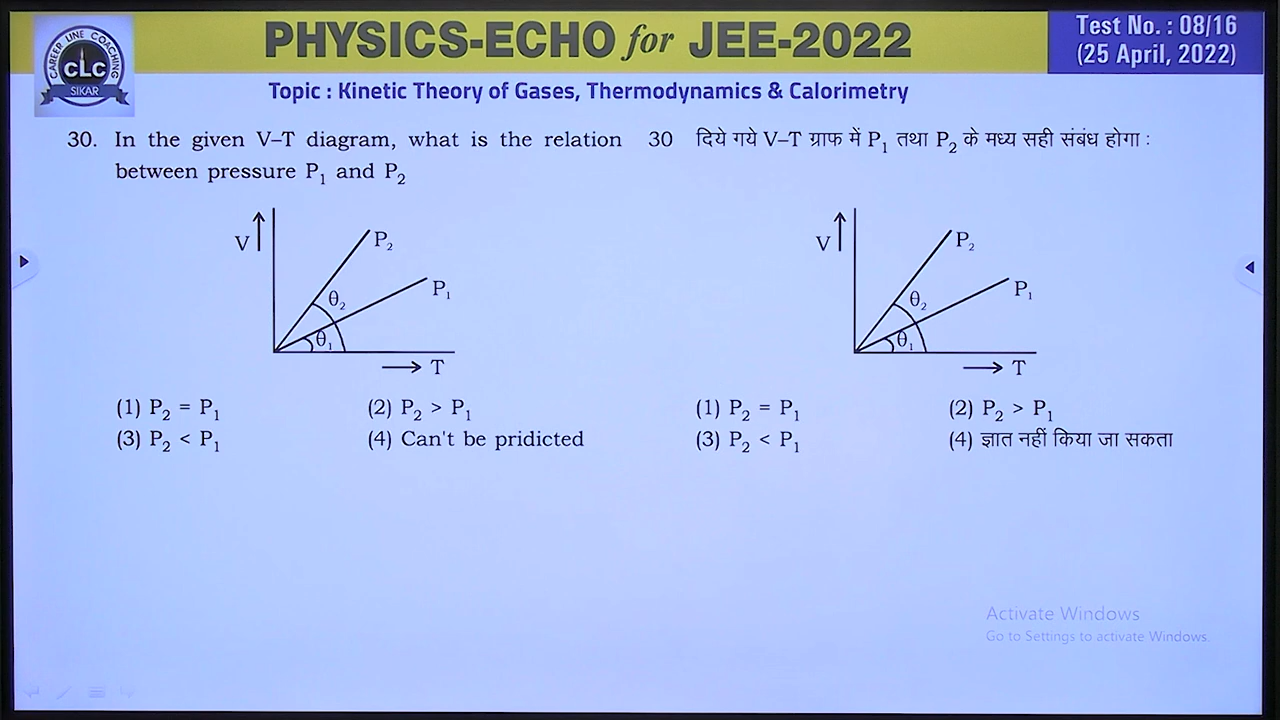 CAREER LINE COACHING
CLC
SIKAR
PHYSICS-ECHO for JEE-2022
Test No. : 08/16
(25 April, 2022)
Topic : Kinetic Theory of Gases, Thermodynamics & Calorimetry
30. In the given V–T diagram, what is the relation
between pressure P₁ and P₂
V
P₂
P₁
θ₂
θ₁
T
(1) P₂ = P₁ (2) P₂ > P₁
(3) P₂ < P₁ (4) Can't be pridicted
30 दिये गये V–T ग्राफ में P₁ तथा P₂ के मध्य सही संबंध होगा :
V
P₂
P₁
θ₂
θ₁
T
(1) P₂ = P₁ (2) P₂ > P₁
(3) P₂ < P₁ (4) ज्ञात नहीं किया जा सकता
Activate Windows
Go to Settings to activate Windows.